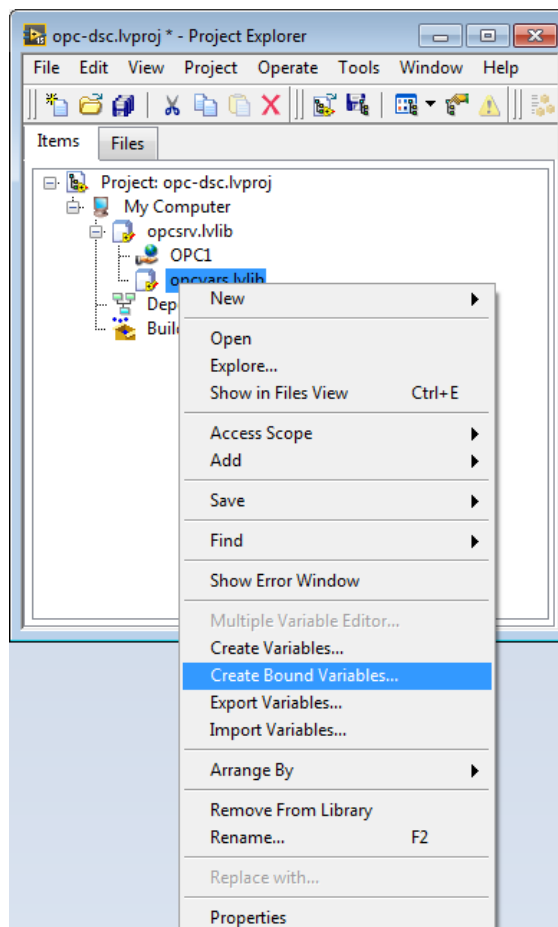 opc-dsc.lvproj * - Project Explorer
File Edit View Project Operate Tools Window Help
Items Files
Project: opc-dsc.lvproj
My Computer
opcsrv.lvlib
OPC1
opcvars.lvlib
Dep
Buil
New
Open
Explore...
Show in Files View Ctrl+E
Access Scope
Add
Save
Find
Show Error Window
Multiple Variable Editor...
Create Variables...
Create Bound Variables...
Export Variables...
Import Variables...
Arrange By
Remove From Library
Rename... F2
Replace with...
Properties